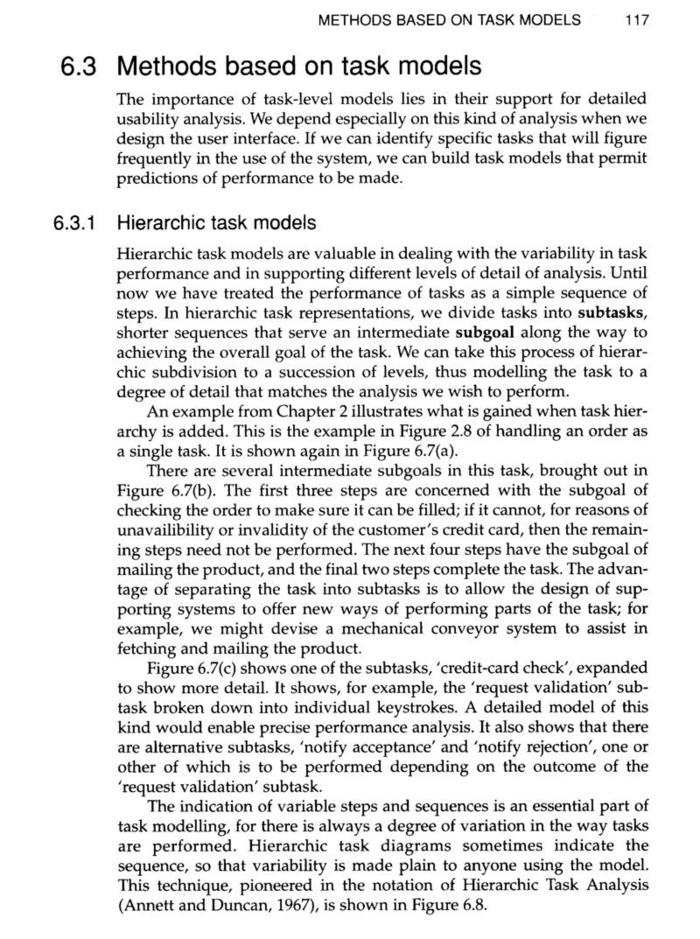 METHODS BASED ON TASK MODELS 117
6.3 Methods based on task models
The importance of task-level models lies in their support for detailed
usability analysis. We depend especially on this kind of analysis when we
design the user interface. If we can identify specific tasks that will figure
frequently in the use of the system, we can build task models that permit
predictions of performance to be made.
6.3.1 Hierarchic task models
Hierarchic task models are valuable in dealing with the variability in task
performance and in supporting different levels of detail of analysis. Until
now we have treated the performance of tasks as a simple sequence of
steps. In hierarchic task representations, we divide tasks into subtasks,
shorter sequences that serve an intermediate subgoal along the way to
achieving the overall goal of the task. We can take this process of hierar-
chic subdivision to a succession of levels, thus modelling the task to a
degree of detail that matches the analysis we wish to perform.
An example from Chapter 2 illustrates what is gained when task hier-
archy is added. This is the example in Figure 2.8 of handling an order as
a single task. It is shown again in Figure 6.7(a).
There are several intermediate subgoals in this task, brought out in
Figure 6.7(b). The first three steps are concerned with the subgoal of
checking the order to make sure it can be filled; if it cannot, for reasons of
unavailibility or invalidity of the customer's credit card, then the remain-
ing steps need not be performed. The next four steps have the subgoal of
mailing the product, and the final two steps complete the task. The advan-
tage of separating the task into subtasks is to allow the design of sup-
porting systems to offer new ways of performing parts of the task; for
example, we might devise a mechanical conveyor system to assist in
fetching and mailing the product.
Figure 6.7(c) shows one of the subtasks, 'credit-card check', expanded
to show more detail. It shows, for example, the 'request validation' sub-
task broken down into individual keystrokes. A detailed model of this
kind would enable precise performance analysis. It also shows that there
are alternative subtasks, 'notify acceptance' and 'notify rejection', one or
other of which is to be performed depending on the outcome of the
'request validation' subtask.
The indication of variable steps and sequences is an essential part of
task modelling, for there is always a degree of variation in the way tasks
are performed. Hierarchic task diagrams sometimes indicate the
sequence, so that variability is made plain to anyone using the model.
This technique, pioneered in the notation of Hierarchic Task Analysis
(Annett and Duncan, 1967), is shown in Figure 6.8.